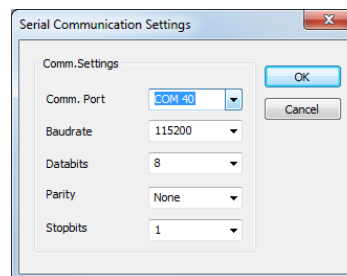 Serial Communication Settings
Comm.Settings
OK
Comm. Port COM 40
Cancel
Baudrate 115200
Databits 8
Parity None
Stopbits 1